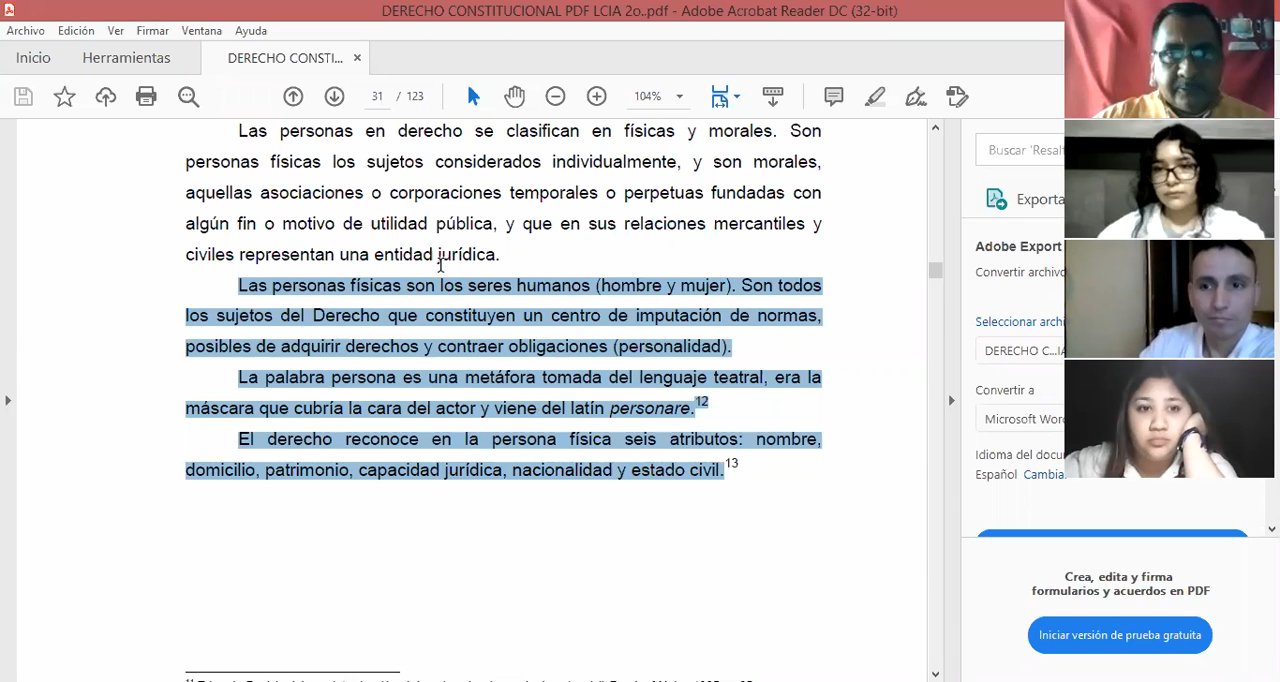 DERECHO CONSTITUCIONAL PDF LCIA 2o..pdf - Adobe Acrobat Reader DC (32-bit)
Archivo Edición Ver Firmar Ventana Ayuda
Inicio Herramientas DERECHO CONSTI... ×
31 / 123 104%
Las personas en derecho se clasifican en físicas y morales. Son
personas físicas los sujetos considerados individualmente, y son morales,
aquellas asociaciones o corporaciones temporales o perpetuas fundadas con
algún fin o motivo de utilidad pública, y que en sus relaciones mercantiles y
civiles representan una entidad jurídica.
Las personas físicas son los seres humanos (hombre y mujer). Son todos
los sujetos del Derecho que constituyen un centro de imputación de normas,
posibles de adquirir derechos y contraer obligaciones (personalidad).
La palabra persona es una metáfora tomada del lenguaje teatral, era la
máscara que cubría la cara del actor y viene del latín personare.12
El derecho reconoce en la persona física seis atributos: nombre,
domicilio, patrimonio, capacidad jurídica, nacionalidad y estado civil.13
Buscar 'Resalt
Exporta
Adobe Export
Convertir archivo
Seleccionar archi
DERECHO C...IA
Convertir a
Microsoft Word
Idioma del docu
Español Cambia
Crea, edita y firma
formularios y acuerdos en PDF
Iniciar versión de prueba gratuita